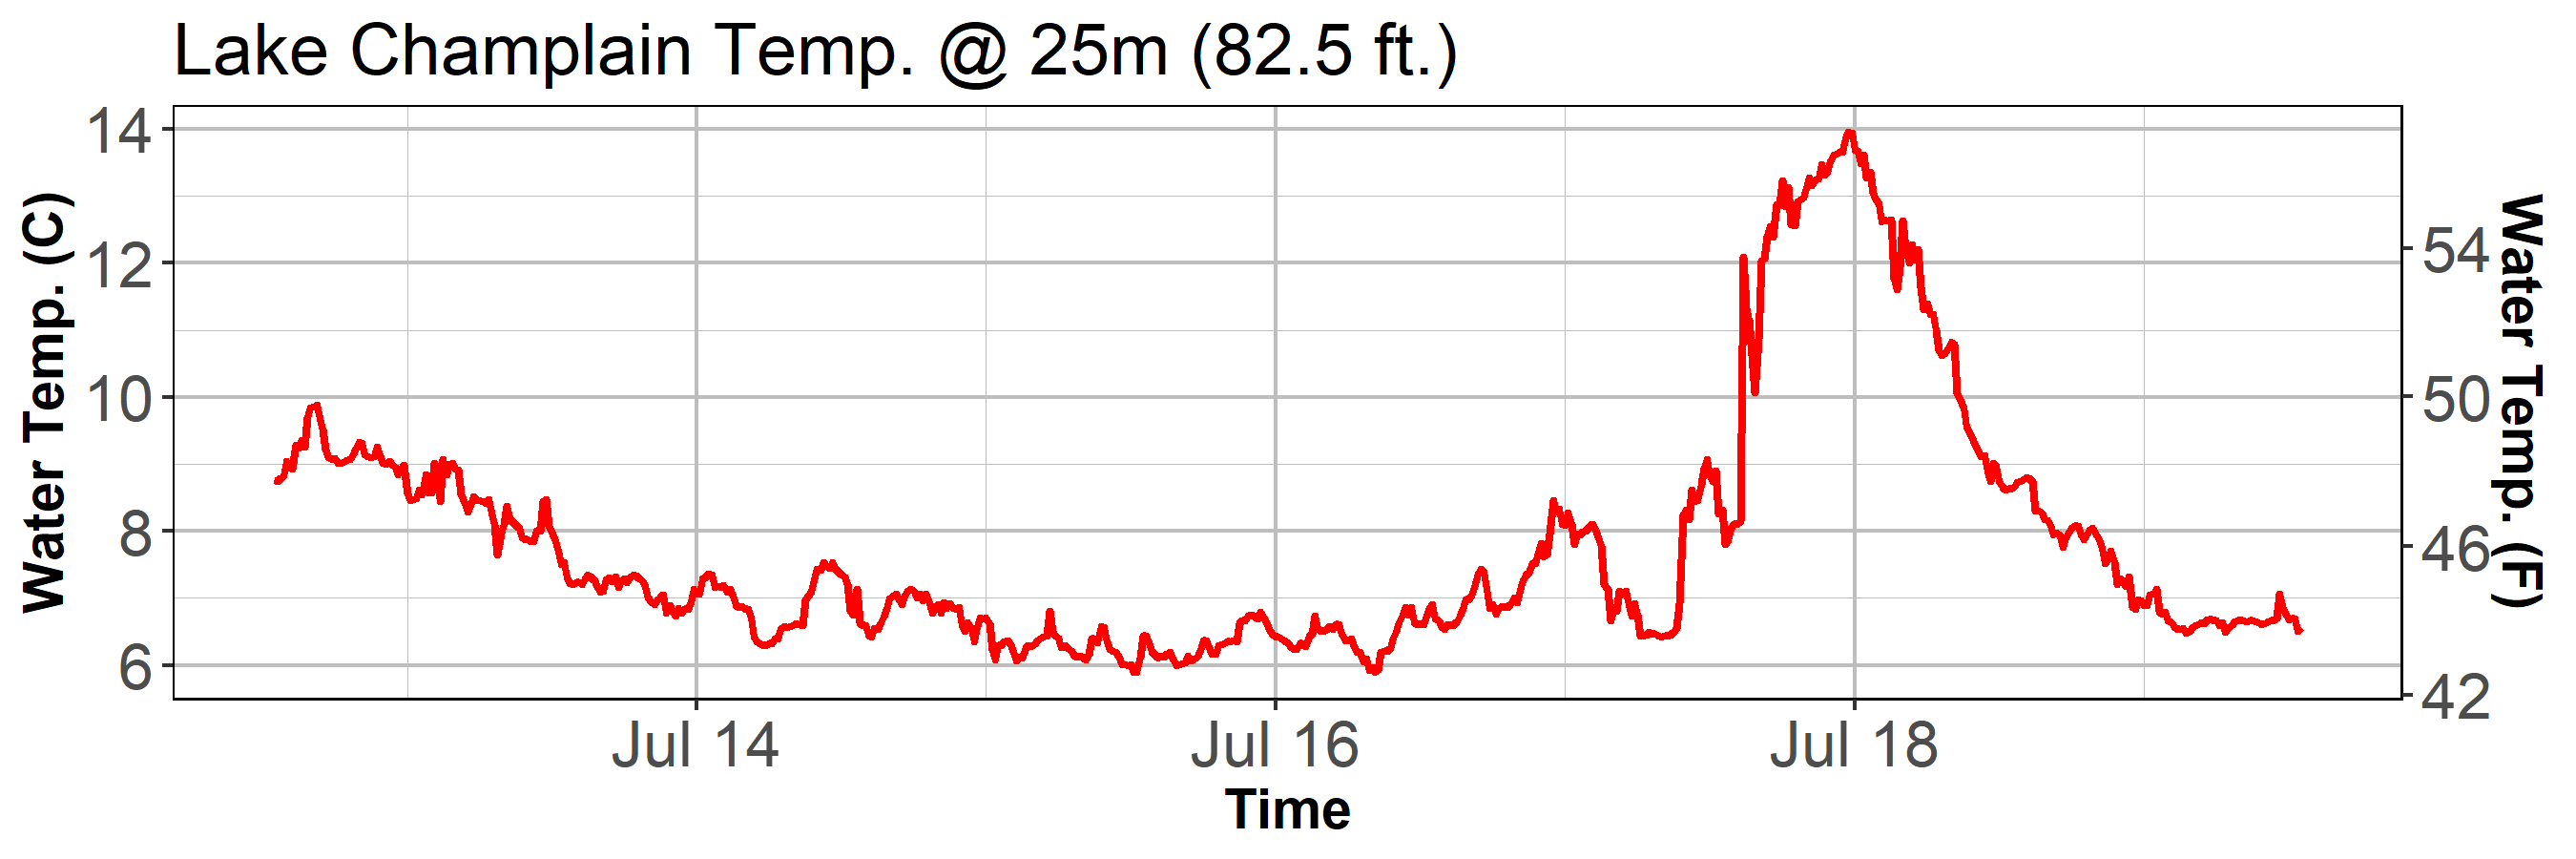 Lake Champlain Temp. @ 25m (82.5 ft.)
Water Temp. (C)
14
12
10
8
6
54
50
46
42
Water Temp. (F)
Jul 14
Jul 16
Jul 18
Time